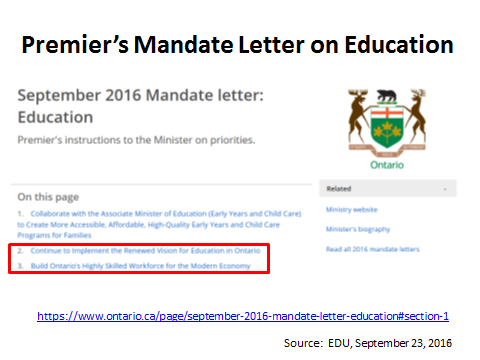 Premier's Mandate Letter on Education
September 2016 Mandate letter:
Education
Premier's instructions to the Minister on priorities.
Ontario
On this page
1. Collaborate with the Associate Minister of Education (Early Years and Child Care)
to Create More Accessible, Affordable, High-Quality Early Years and Child Care
Programs for Families
2. Continue to Implement the Renewed Vision for Education in Ontario
3. Build Ontario's Highly Skilled Workforce for the Modern Economy
Related
Ministry website
Minister's biography
Read all 2016 mandate letters
https://www.ontario.ca/page/september-2016-mandate-letter-education#section-1
Source: EDU, September 23, 2016